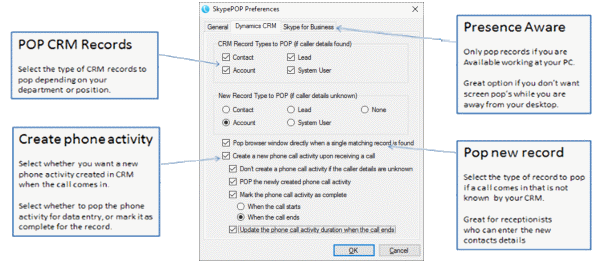 POP CRM Records
Select the type of CRM records to
pop depending on your
department or position.
Create phone activity
Select whether you want a new
phone activity created in CRM
when the call comes in.
Select whether to pop the phone
activity for data entry, or mark it as
complete for the record.
SkypePOP Preferences
General Dynamics CRM Skype for Business
CRM Record Types to POP (if caller details found)
Contact Lead
Account System User
New Record Type to POP (if caller details unknown)
Contact Lead None
Account System User
Pop browser window directly when a single matching record is found
Create a new phone call activity upon receiving a call
Don't create a phone call activity if the caller details are unknown
POP the newly created phone call activity
Mark the phone call activity as complete
When the call starts
When the call ends
Update the phone call activity duration when the call ends
OK Cancel
Presence Aware
Only pop records if you are
Available working at your PC.
Great option if you don't want
screen pop's while you are
away from your desktop.
Pop new record
Select the type of record to pop
if a call comes in that is not
known by your CRM.
Great for receptionists
who can enter the new
contacts details